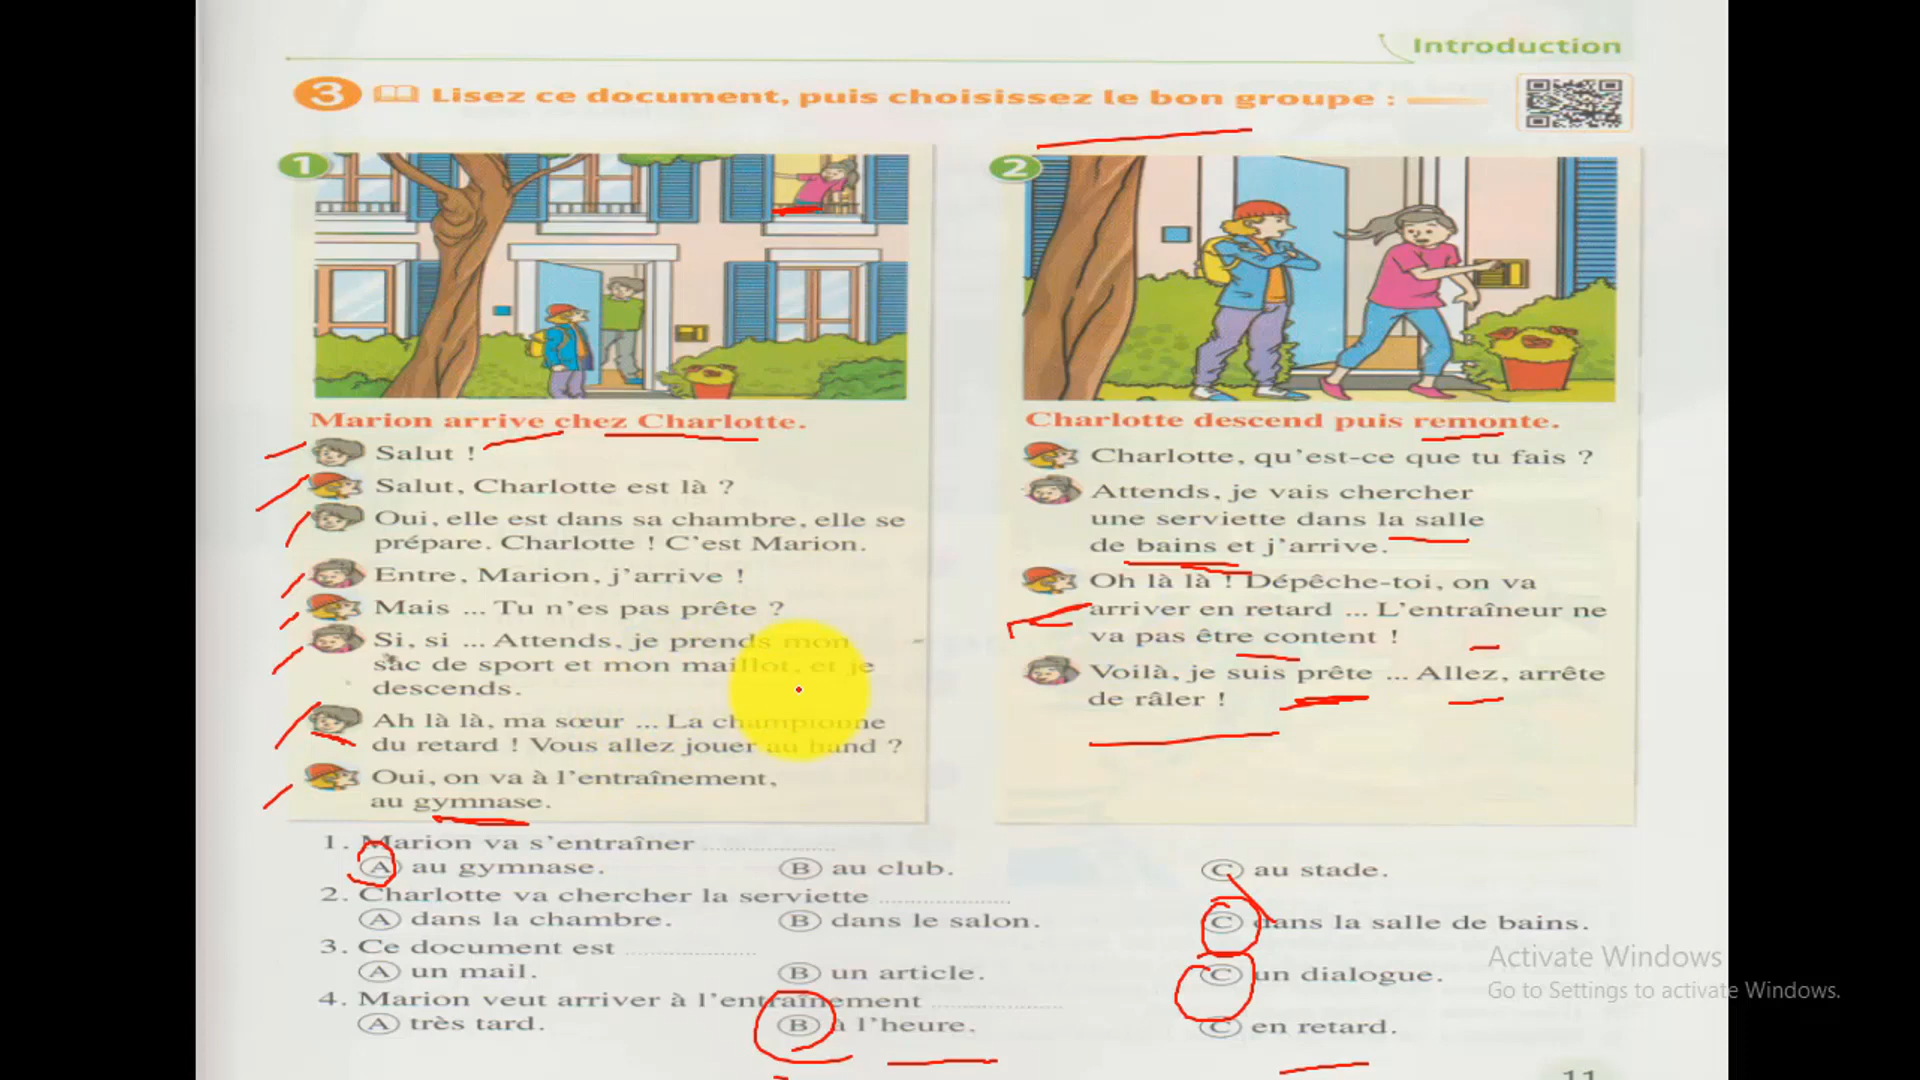 Introduction
3 Lisez ce document, puis choisissez le bon groupe :
1
Marion arrive chez Charlotte.
Salut !
Salut, Charlotte est là ?
Oui, elle est dans sa chambre, elle se
prépare. Charlotte ! C'est Marion.
Entre, Marion, j'arrive !
Mais ... Tu n'es pas prête ?
Si, si ... Attends, je prends mon
sac de sport et mon maillot, et je
descends.
Ah là là, ma sœur ... La championne
du retard ! Vous allez jouer au hand ?
Oui, on va à l'entraînement,
au gymnase.
2
Charlotte descend puis remonte.
Charlotte, qu'est-ce que tu fais ?
Attends, je vais chercher
une serviette dans la salle
de bains et j'arrive.
Oh là là ! Dépêche-toi, on va
arriver en retard ... L'entraîneur ne
va pas être content !
Voilà, je suis prête ... Allez, arrête
de râler !
1. Marion va s'entraîner ....................
A au gymnase. B au club. C au stade.
2. Charlotte va chercher la serviette ....................
A dans la chambre. B dans le salon. C dans la salle de bains.
3. Ce document est ....................
A un mail. B un article. C un dialogue.
4. Marion veut arriver à l'entraînement ....................
A très tard. B à l'heure. C en retard.
11
Activate Windows
Go to Settings to activate Windows.